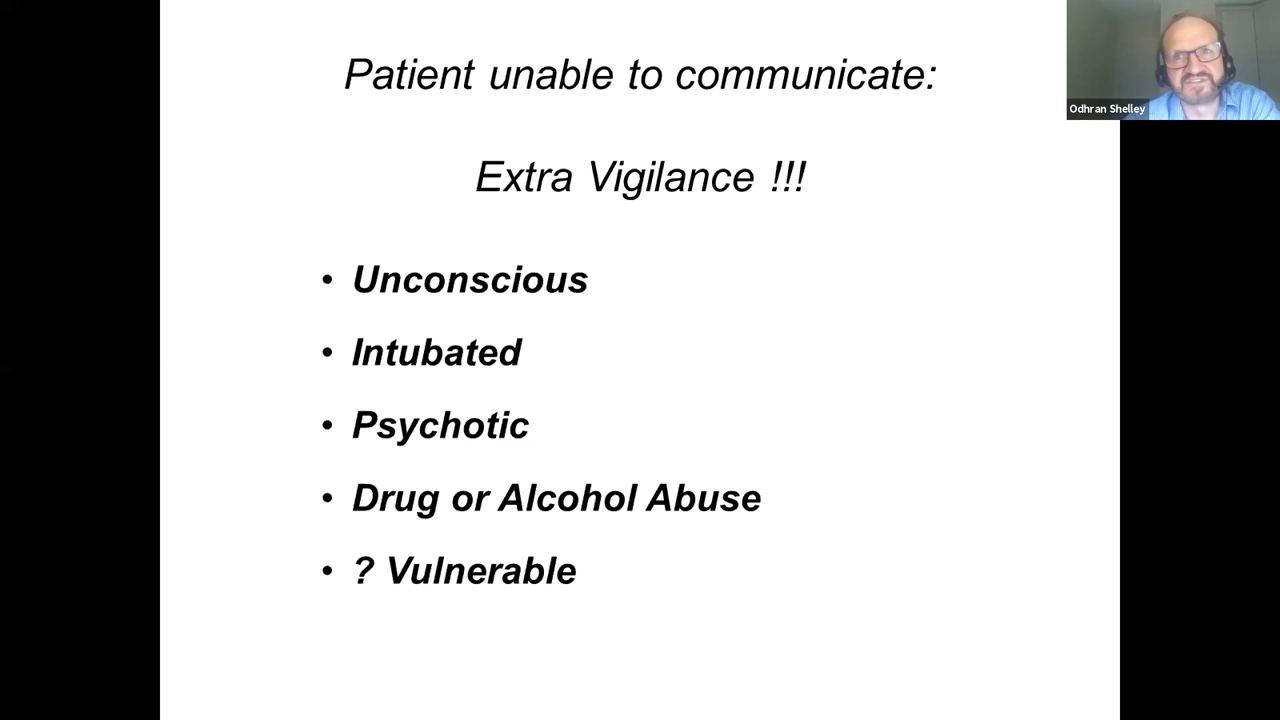 Patient unable to communicate:
Extra Vigilance !!!
• Unconscious
• Intubated
• Psychotic
• Drug or Alcohol Abuse
• ? Vulnerable
Odhran Shelley